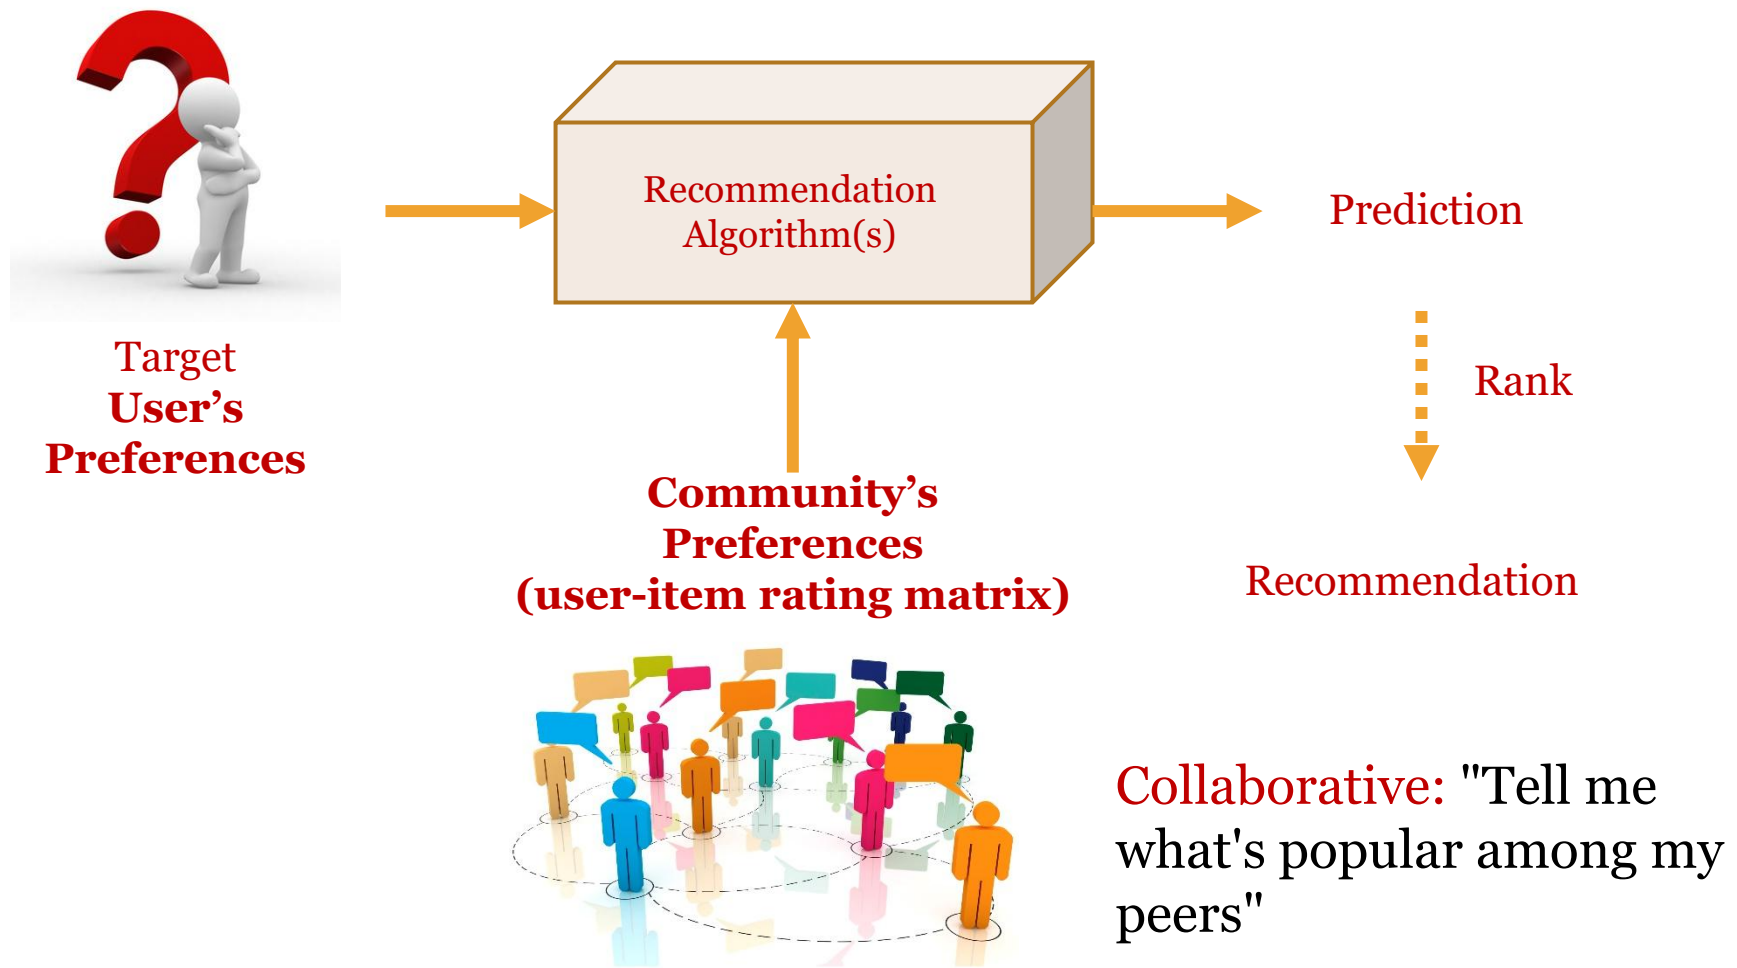 Recommendation
Algorithm(s)
Prediction
Target
User’s
Preferences
Rank
Community’s
Preferences
(user-item rating matrix)
Recommendation
Collaborative: "Tell me
what's popular among my
peers"